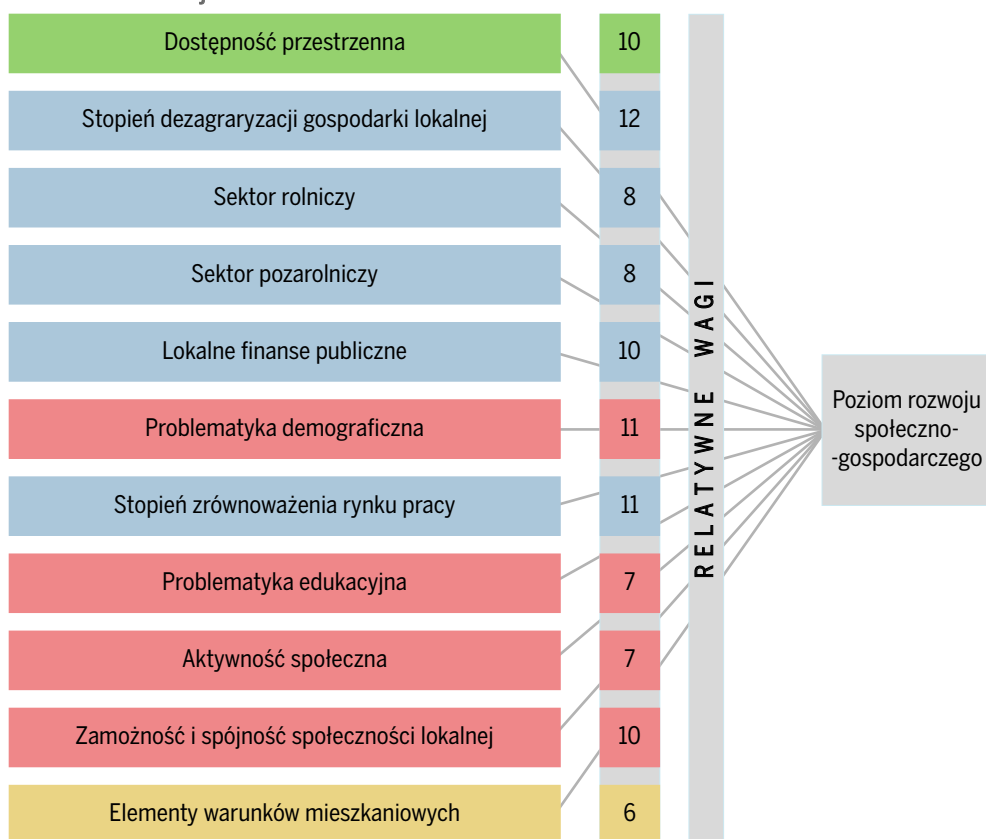 Dostępność przestrzenna 10
Stopień dezagraryzacji gospodarki lokalnej 12
Sektor rolniczy 8
Sektor pozarolniczy 8
Lokalne finanse publiczne 10
Problematyka demograficzna 11
Stopień zrównoważenia rynku pracy 11
Problematyka edukacyjna 7
Aktywność społeczna 7
Zamożność i spójność społeczności lokalnej 10
Elementy warunków mieszkaniowych 6
RELATYWNE WAGI
Poziom rozwoju
społeczno-
-gospodarczego